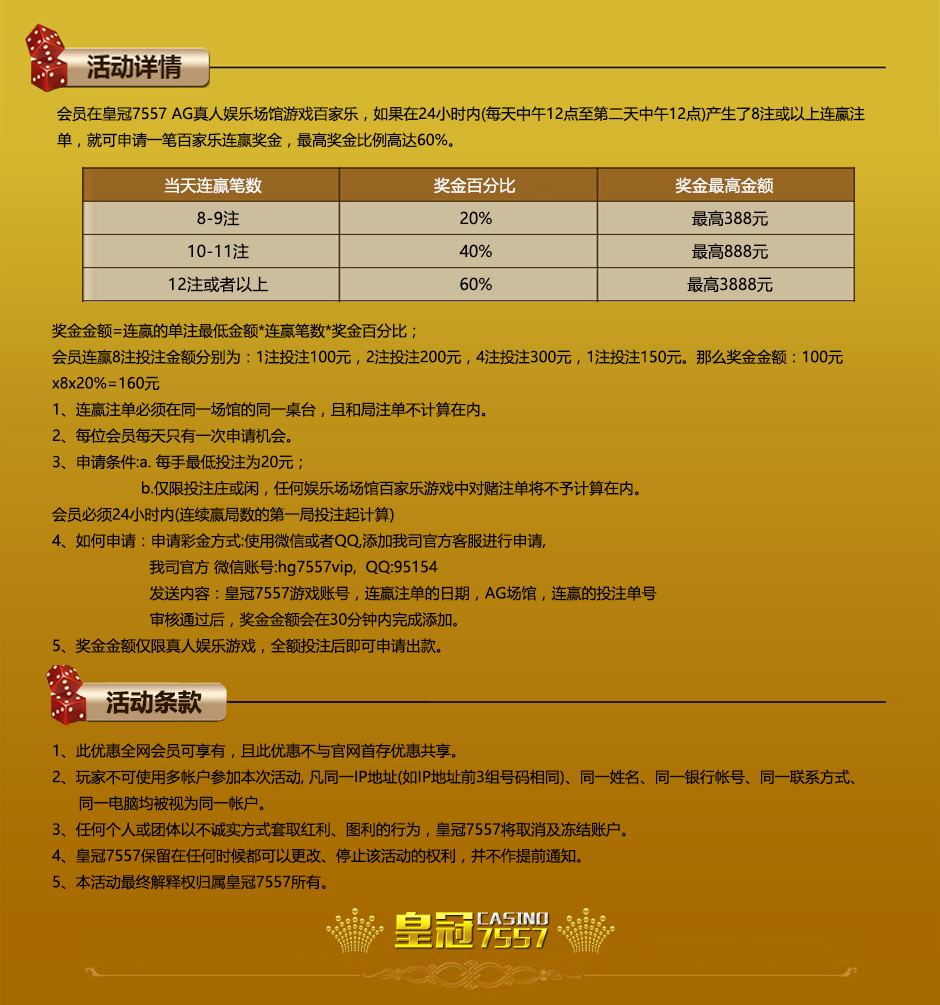 活动详情
会员在皇冠7557 AG真人娱乐场馆游戏百家乐，如果在24小时内(每天中午12点至第二天中午12点)产生了8注或以上连赢注
单，就可申请一笔百家乐连赢奖金，最高奖金比例高达60%。
当天连赢笔数 奖金百分比 奖金最高金额
8-9注 20% 最高388元
10-11注 40% 最高888元
12注或者以上 60% 最高3888元
奖金金额=连赢的单注最低金额*连赢笔数*奖金百分比；
会员连赢8注投注金额分别为：1注投注100元，2注投注200元，4注投注300元，1注投注150元。那么奖金金额：100元
x8x20%=160元
1、连赢注单必须在同一场馆的同一桌台，且和局注单不计算在内。
2、每位会员每天只有一次申请机会。
3、申请条件:a. 每手最低投注为20元；
b.仅限投注庄或闲，任何娱乐场场馆百家乐游戏中对赌注单将不予计算在内。
会员必须24小时内(连续赢局数的第一局投注起计算)
4、如何申请：申请彩金方式:使用微信或者QQ,添加我司官方客服进行申请,
我司官方 微信账号:hg7557vip, QQ:95154
发送内容：皇冠7557游戏账号，连赢注单的日期，AG场馆，连赢的投注单号
审核通过后，奖金金额会在30分钟内完成添加。
5、奖金金额仅限真人娱乐游戏，全额投注后即可申请出款。
活动条款
1、此优惠全网会员可享有，且此优惠不与官网首存优惠共享。
2、玩家不可使用多帐户参加本次活动, 凡同一IP地址(如IP地址前3组号码相同)、同一姓名、同一银行帐号、同一联系方式、
同一电脑均被视为同一帐户。
3、任何个人或团体以不诚实方式套取红利、图利的行为，皇冠7557将取消及冻结账户。
4、皇冠7557保留在任何时候都可以更改、停止该活动的权利，并不作提前通知。
5、本活动最终解释权归属皇冠7557所有。
皇冠 CASINO
7557